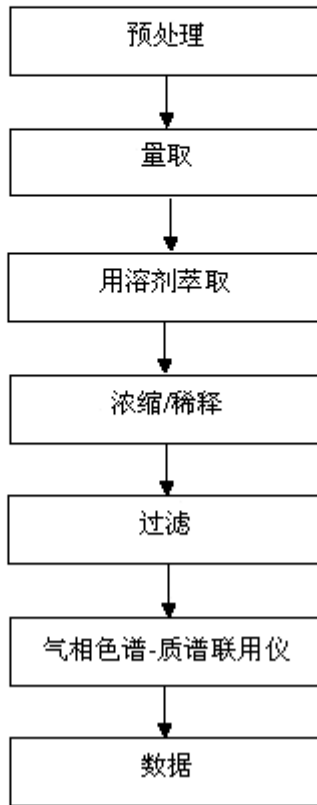 预处理
量取
用溶剂萃取
浓缩/稀释
过滤
气相色谱-质谱联用仪
数据